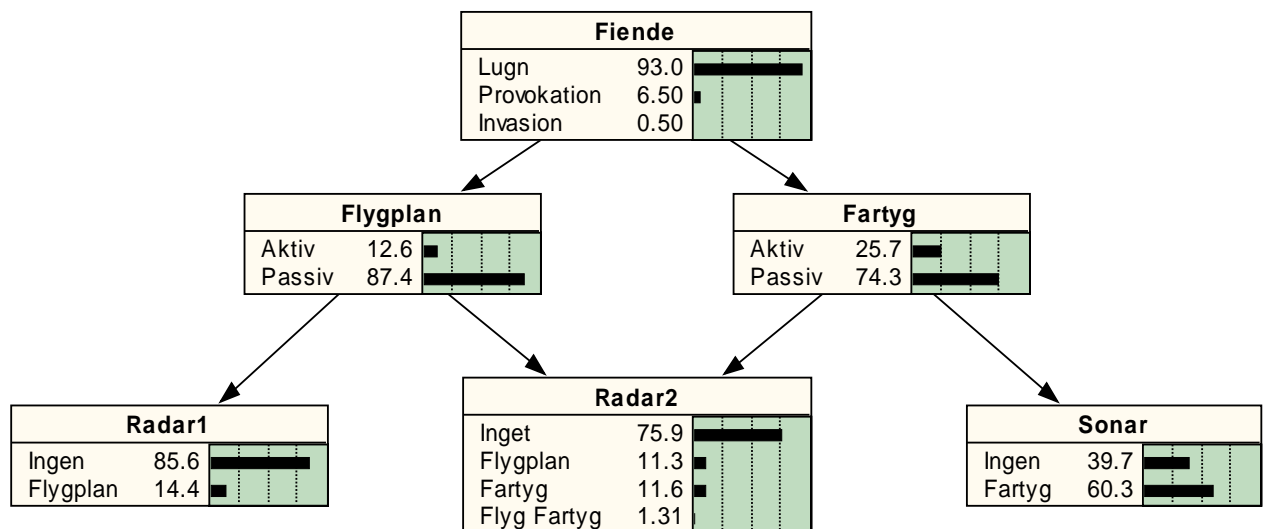 Fiende
Lugn 93.0
Provokation 6.50
Invasion 0.50
Flygplan
Aktiv 12.6
Passiv 87.4
Fartyg
Aktiv 25.7
Passiv 74.3
Radar1
Ingen 85.6
Flygplan 14.4
Radar2
Inget 75.9
Flygplan 11.3
Fartyg 11.6
Flyg Fartyg 1.31
Sonar
Ingen 39.7
Fartyg 60.3